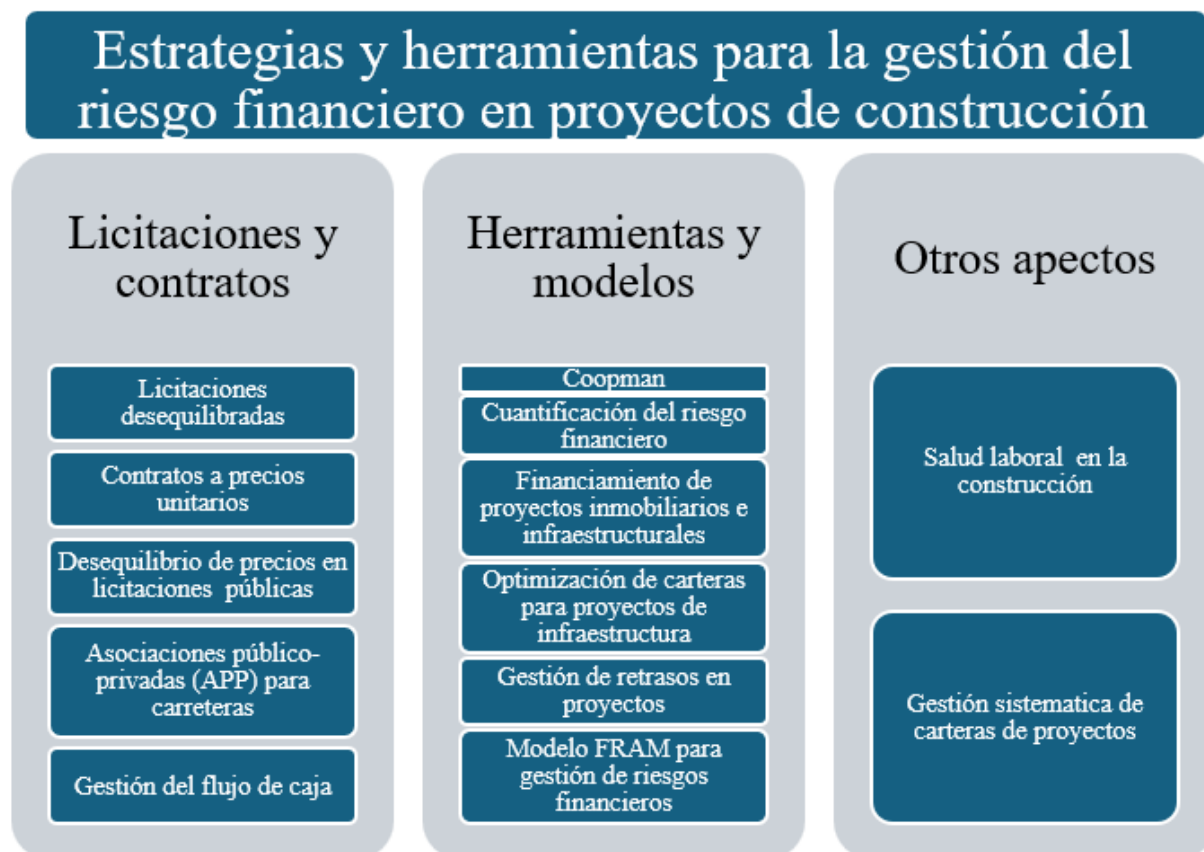 Estrategias y herramientas para la gestión del
riesgo financiero en proyectos de construcción
Licitaciones y
contratos
Licitaciones
desequilibradas
Contratos a precios
unitarios
Desequilibrio de precios en
licitaciones públicas
Asociaciones público-
privadas (APP) para
carreteras
Gestión del flujo de caja
Herramientas y
modelos
Coopman
Cuantificación del riesgo
financiero
Financiamiento de
proyectos inmobiliarios e
infraestructurales
Optimización de carteras
para proyectos de
infraestructura
Gestión de retrasos en
proyectos
Modelo FRAM para
gestión de riesgos
financieros
Otros apectos
Salud laboral en la
construcción
Gestión sistematica de
carteras de proyectos